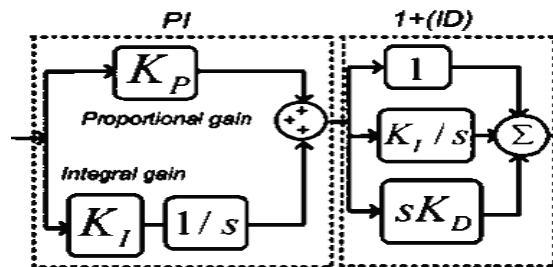 PI
1+(ID)
K_P
1
Proportional gain
+
+
+
K_I / s
Σ
Integral gain
K_I
1 / s
sK_D